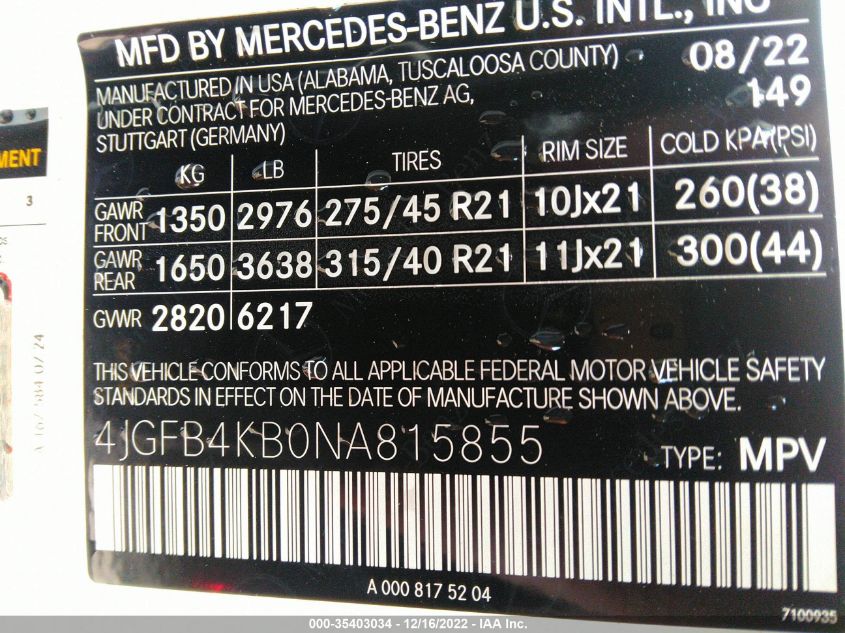 MFD BY MERCEDES-BENZ U.S. INTL., INC
MANUFACTURED IN USA (ALABAMA, TUSCALOOSA COUNTY) 08/22
UNDER CONTRACT FOR MERCEDES-BENZ AG, 149
STUTTGART (GERMANY)
KG LB TIRES RIM SIZE COLD KPA(PSI)
GAWR FRONT 1350 2976 275/45 R21 10Jx21 260(38)
GAWR REAR 1650 3638 315/40 R21 11Jx21 300(44)
GVWR 2820 6217
THIS VEHICLE CONFORMS TO ALL APPLICABLE FEDERAL MOTOR VEHICLE SAFETY
STANDARDS IN EFFECT ON THE DATE OF MANUFACTURE SHOWN ABOVE.
4JGFB4KB0NA815855 TYPE: MPV
A 000 817 52 04
7100935
MENT
3
000-35403034 - 12/16/2022 - IAA Inc.